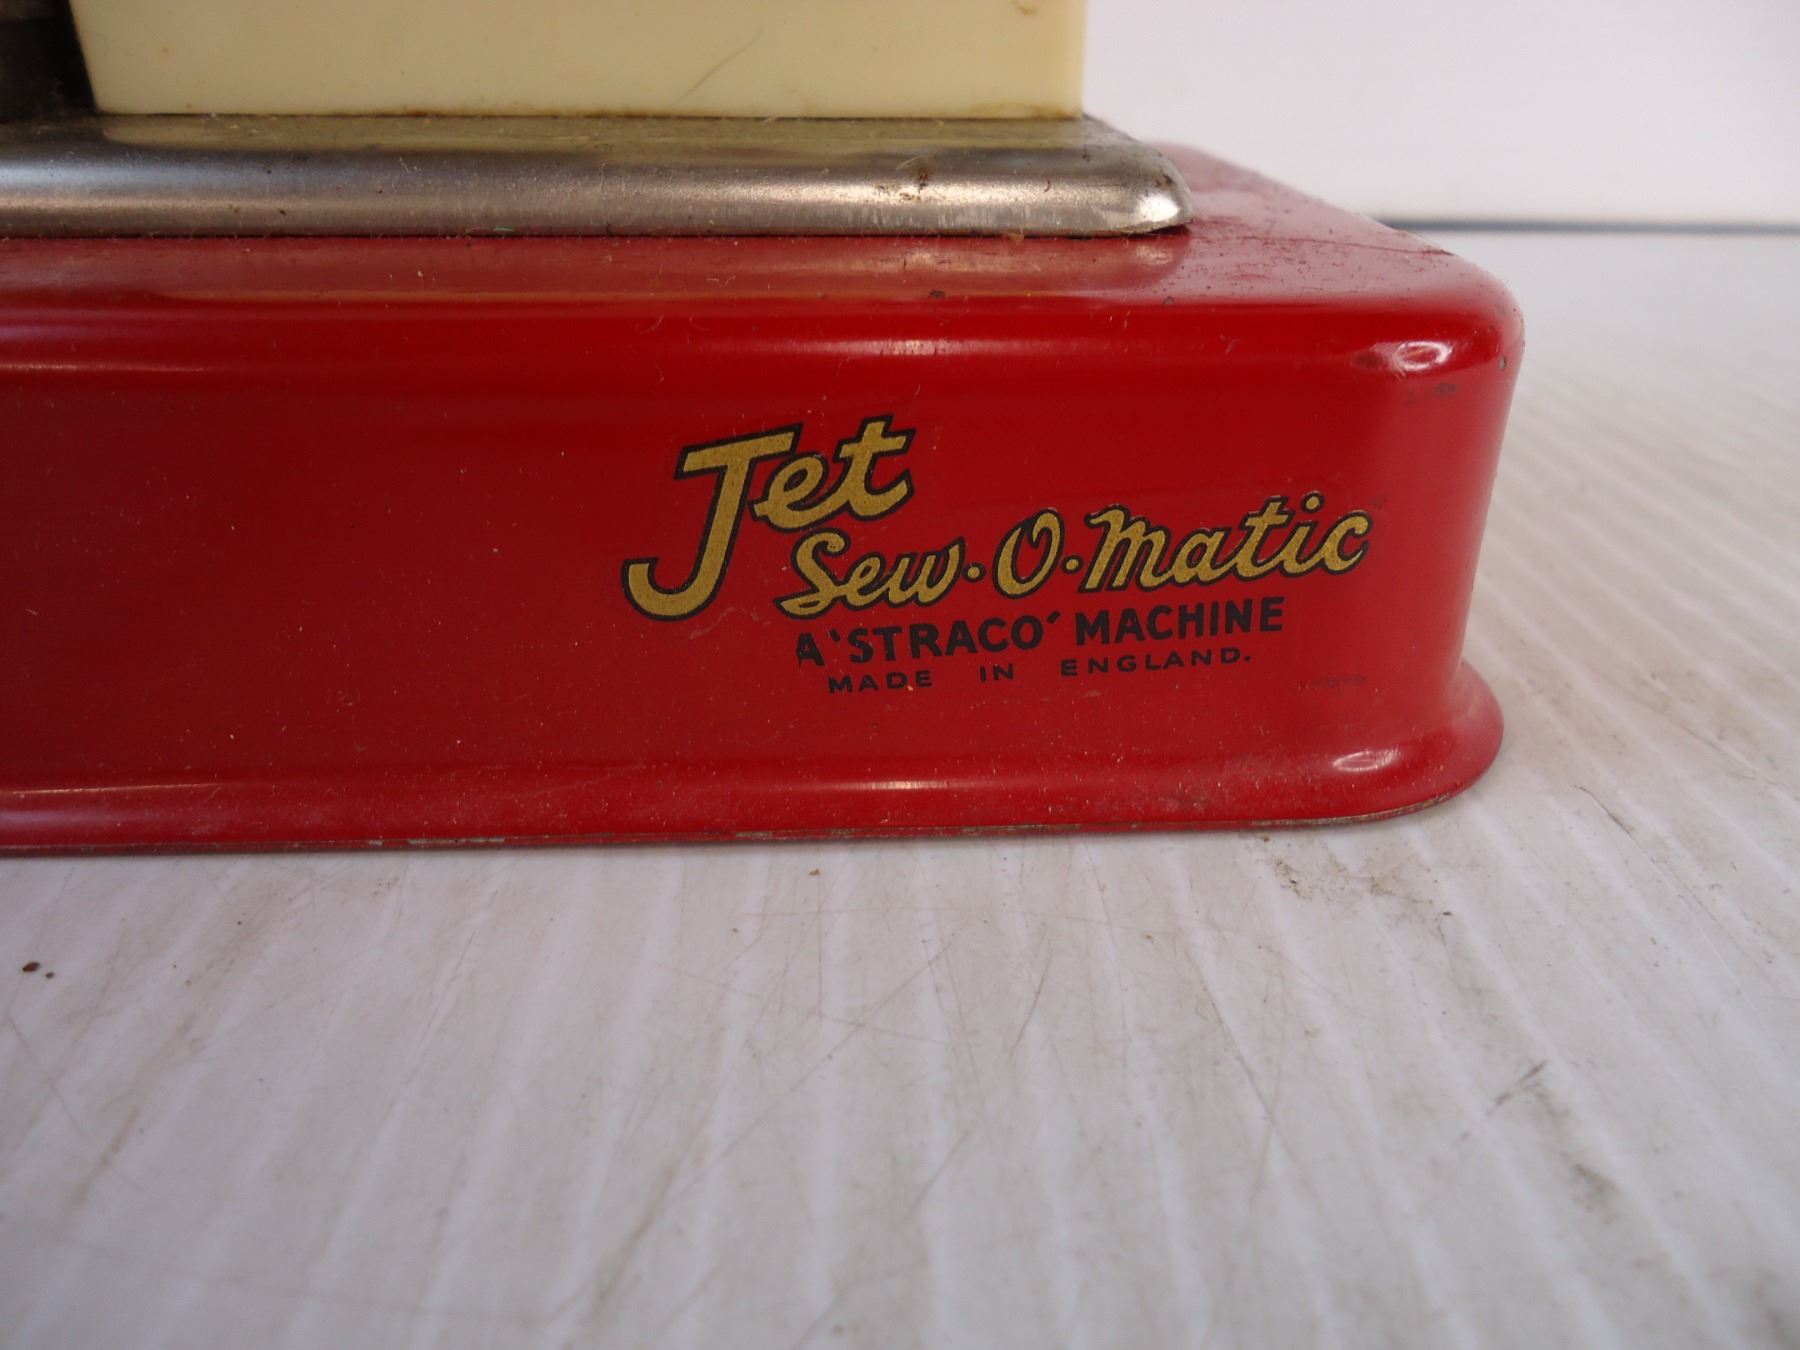 Jet
Sew·O·Matic
A 'STRACO' MACHINE
MADE IN ENGLAND.